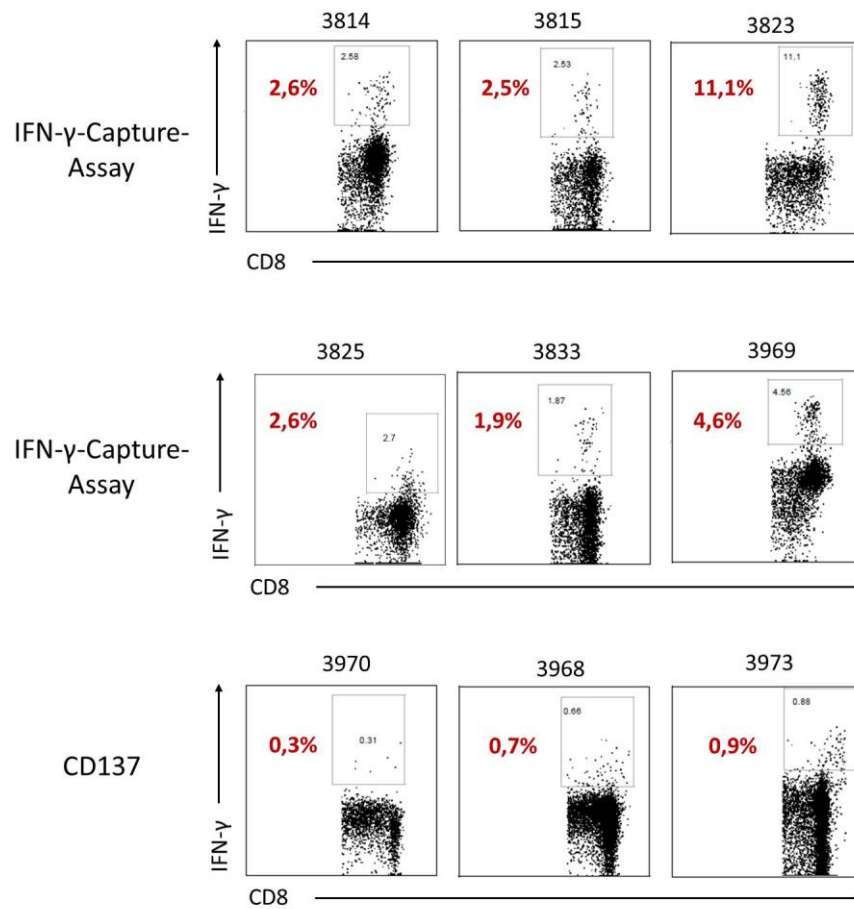 3814
3815
3823
2.58
2.53
11.1
2,6%
2,5%
11,1%
IFN-γ-Capture-
Assay
IFN-γ
CD8
3825
3833
3969
2.7
1.87
4.56
2,6%
1,9%
4,6%
IFN-γ-Capture-
Assay
IFN-γ
CD8
3970
3968
3973
0.31
0.66
0.88
0,3%
0,7%
0,9%
CD137
IFN-γ
CD8